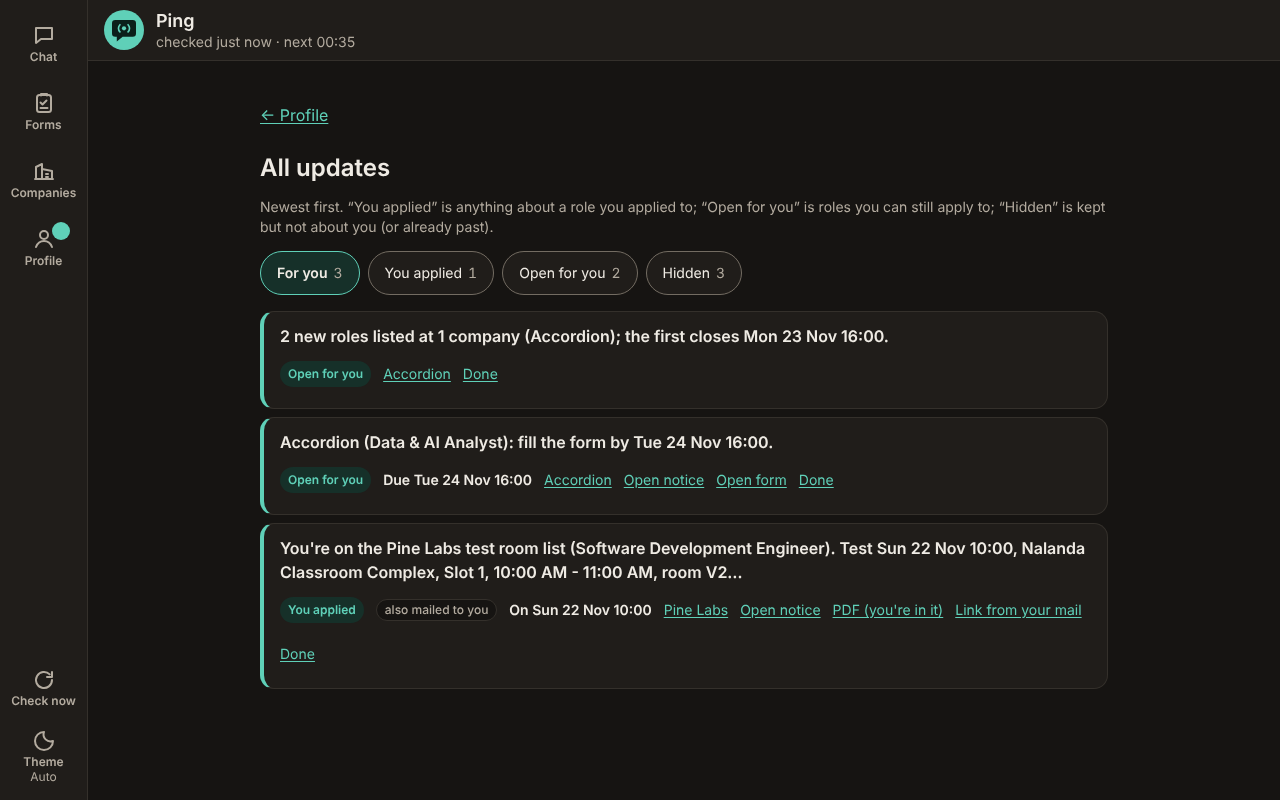 Ping
checked just now · next 00:35
Chat
Forms
Companies
Profile
Check now
Theme
Auto
← Profile
All updates
Newest first. “You applied” is anything about a role you applied to; “Open for you” is roles you can still apply to; “Hidden” is kept
but not about you (or already past).
For you 3 You applied 1 Open for you 2 Hidden 3
2 new roles listed at 1 company (Accordion); the first closes Mon 23 Nov 16:00.
Open for you Accordion Done
Accordion (Data & AI Analyst): fill the form by Tue 24 Nov 16:00.
Open for you Due Tue 24 Nov 16:00 Accordion Open notice Open form Done
You're on the Pine Labs test room list (Software Development Engineer). Test Sun 22 Nov 10:00, Nalanda
Classroom Complex, Slot 1, 10:00 AM - 11:00 AM, room V2…
You applied also mailed to you On Sun 22 Nov 10:00 Pine Labs Open notice PDF (you're in it) Link from your mail
Done